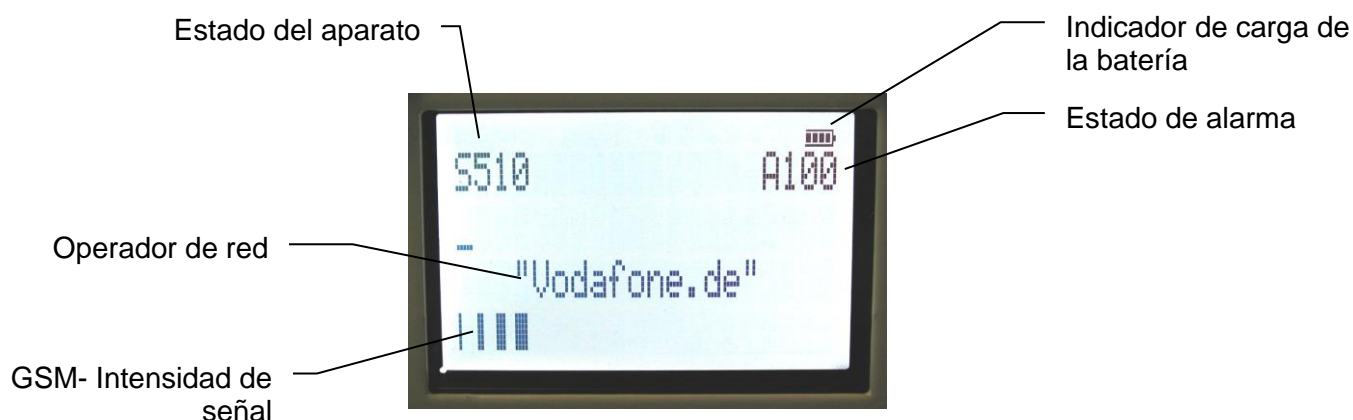 Estado del aparato
Indicador de carga de
la batería
Estado de alarma
S510
A100
Operador de red
"Vodafone.de"
GSM- Intensidad de
señal